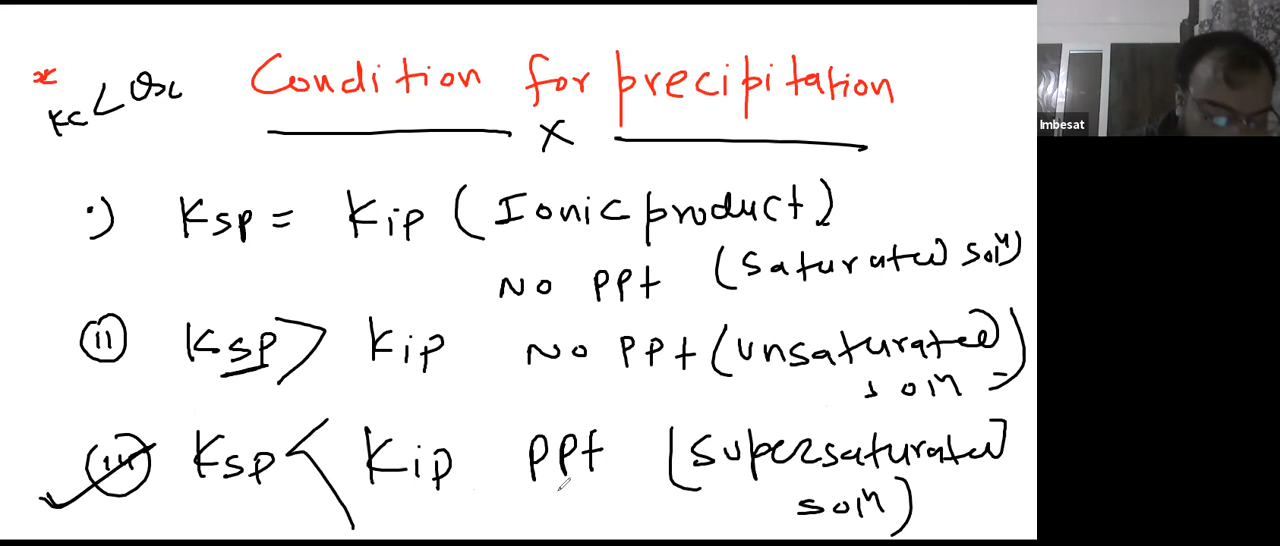 Condition for precipitation
Kc < Qc
X
i) Ksp = Kip (Ionic product)
No PPt (saturated soln)
(ii) Ksp > Kip No PPt (unsaturated
soln =)
(iii) Ksp < Kip PPt (supersaturated
soln)
Imbesat